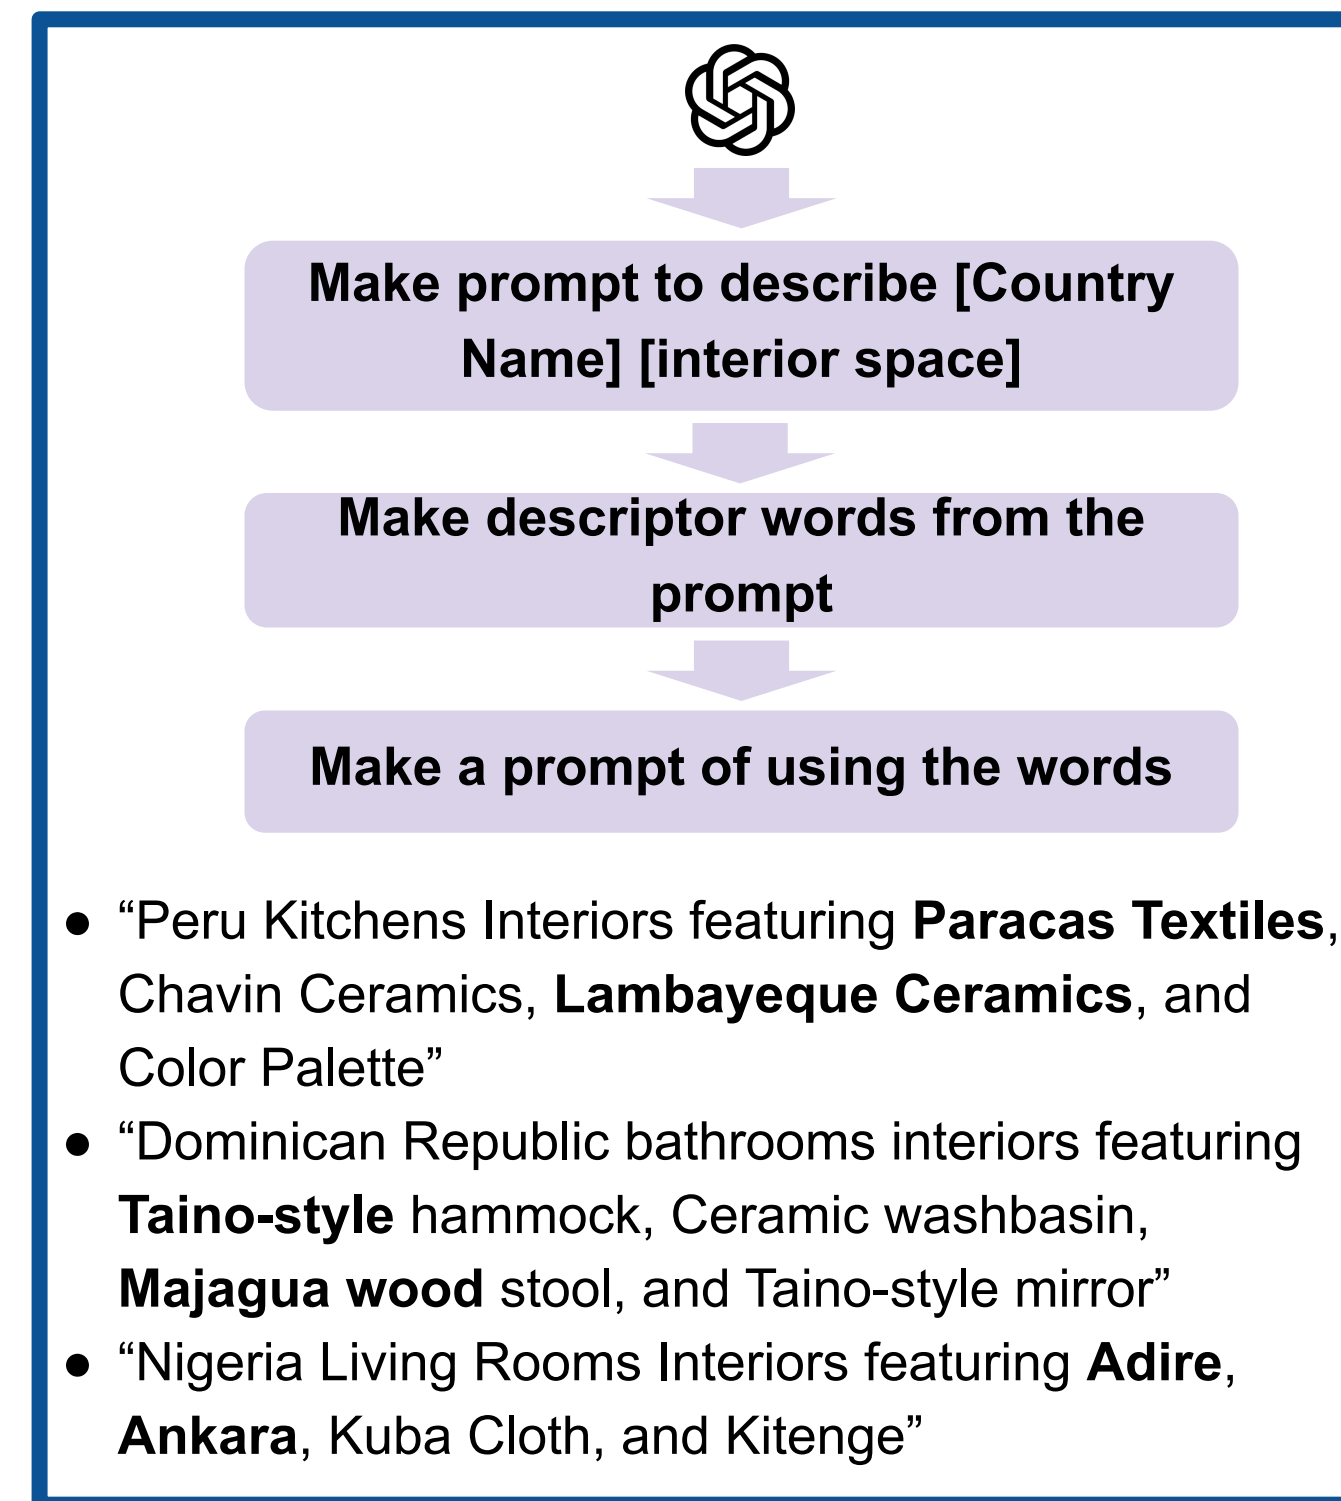 Make prompt to describe [Country
Name] [interior space]
Make descriptor words from the
prompt
Make a prompt of using the words
● “Peru Kitchens Interiors featuring Paracas Textiles,
Chavin Ceramics, Lambayeque Ceramics, and
Color Palette”
● “Dominican Republic bathrooms interiors featuring
Taino-style hammock, Ceramic washbasin,
Majagua wood stool, and Taino-style mirror”
● “Nigeria Living Rooms Interiors featuring Adire,
Ankara, Kuba Cloth, and Kitenge”